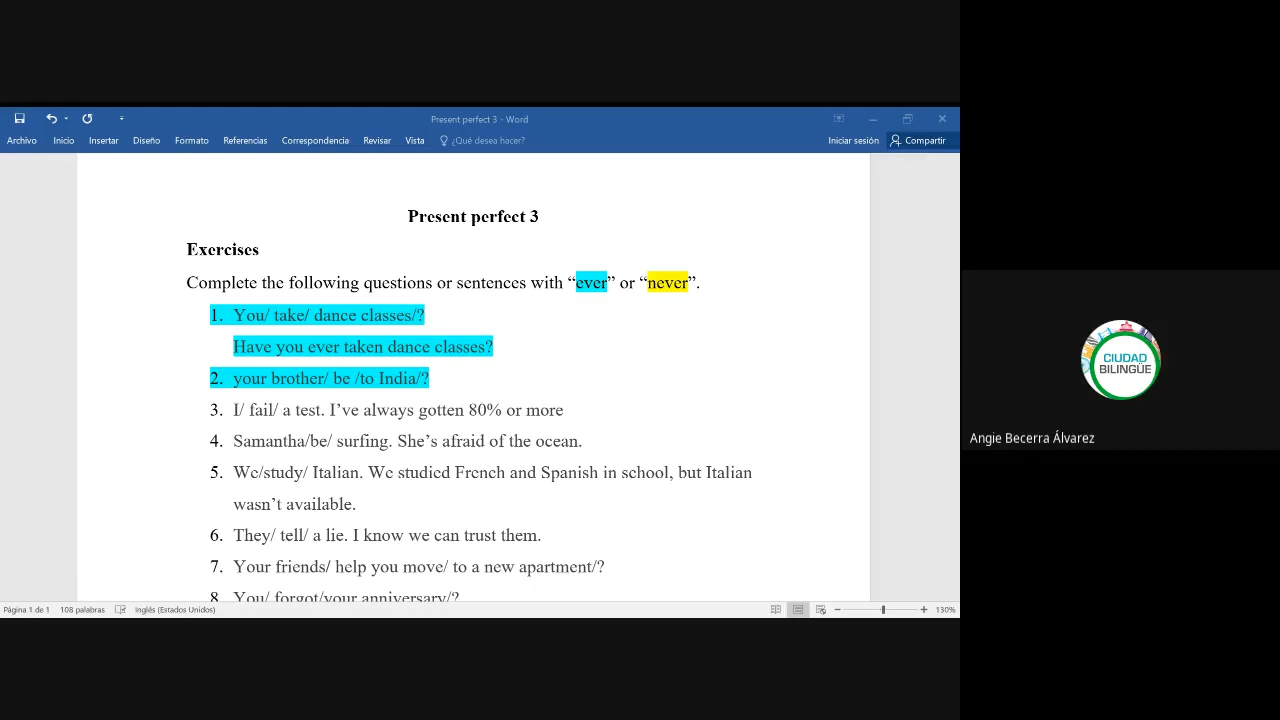 Present perfect 3 - Word
Archivo Inicio Insertar Diseño Formato Referencias Correspondencia Revisar Vista ¿Qué desea hacer? Iniciar sesión Compartir
Present perfect 3
Exercises
Complete the following questions or sentences with “ever” or “never”.
1. You/ take/ dance classes/?
Have you ever taken dance classes?
2. your brother/ be /to India/?
3. I/ fail/ a test. I’ve always gotten 80% or more
4. Samantha/be/ surfing. She’s afraid of the ocean.
5. We/study/ Italian. We studied French and Spanish in school, but Italian
wasn’t available.
6. They/ tell/ a lie. I know we can trust them.
7. Your friends/ help you move/ to a new apartment/?
8. You/ forgot/your anniversary/?
Página 1 de 1 108 palabras Inglés (Estados Unidos) 130%
CIUDAD
BILINGÜE
Angie Becerra Álvarez